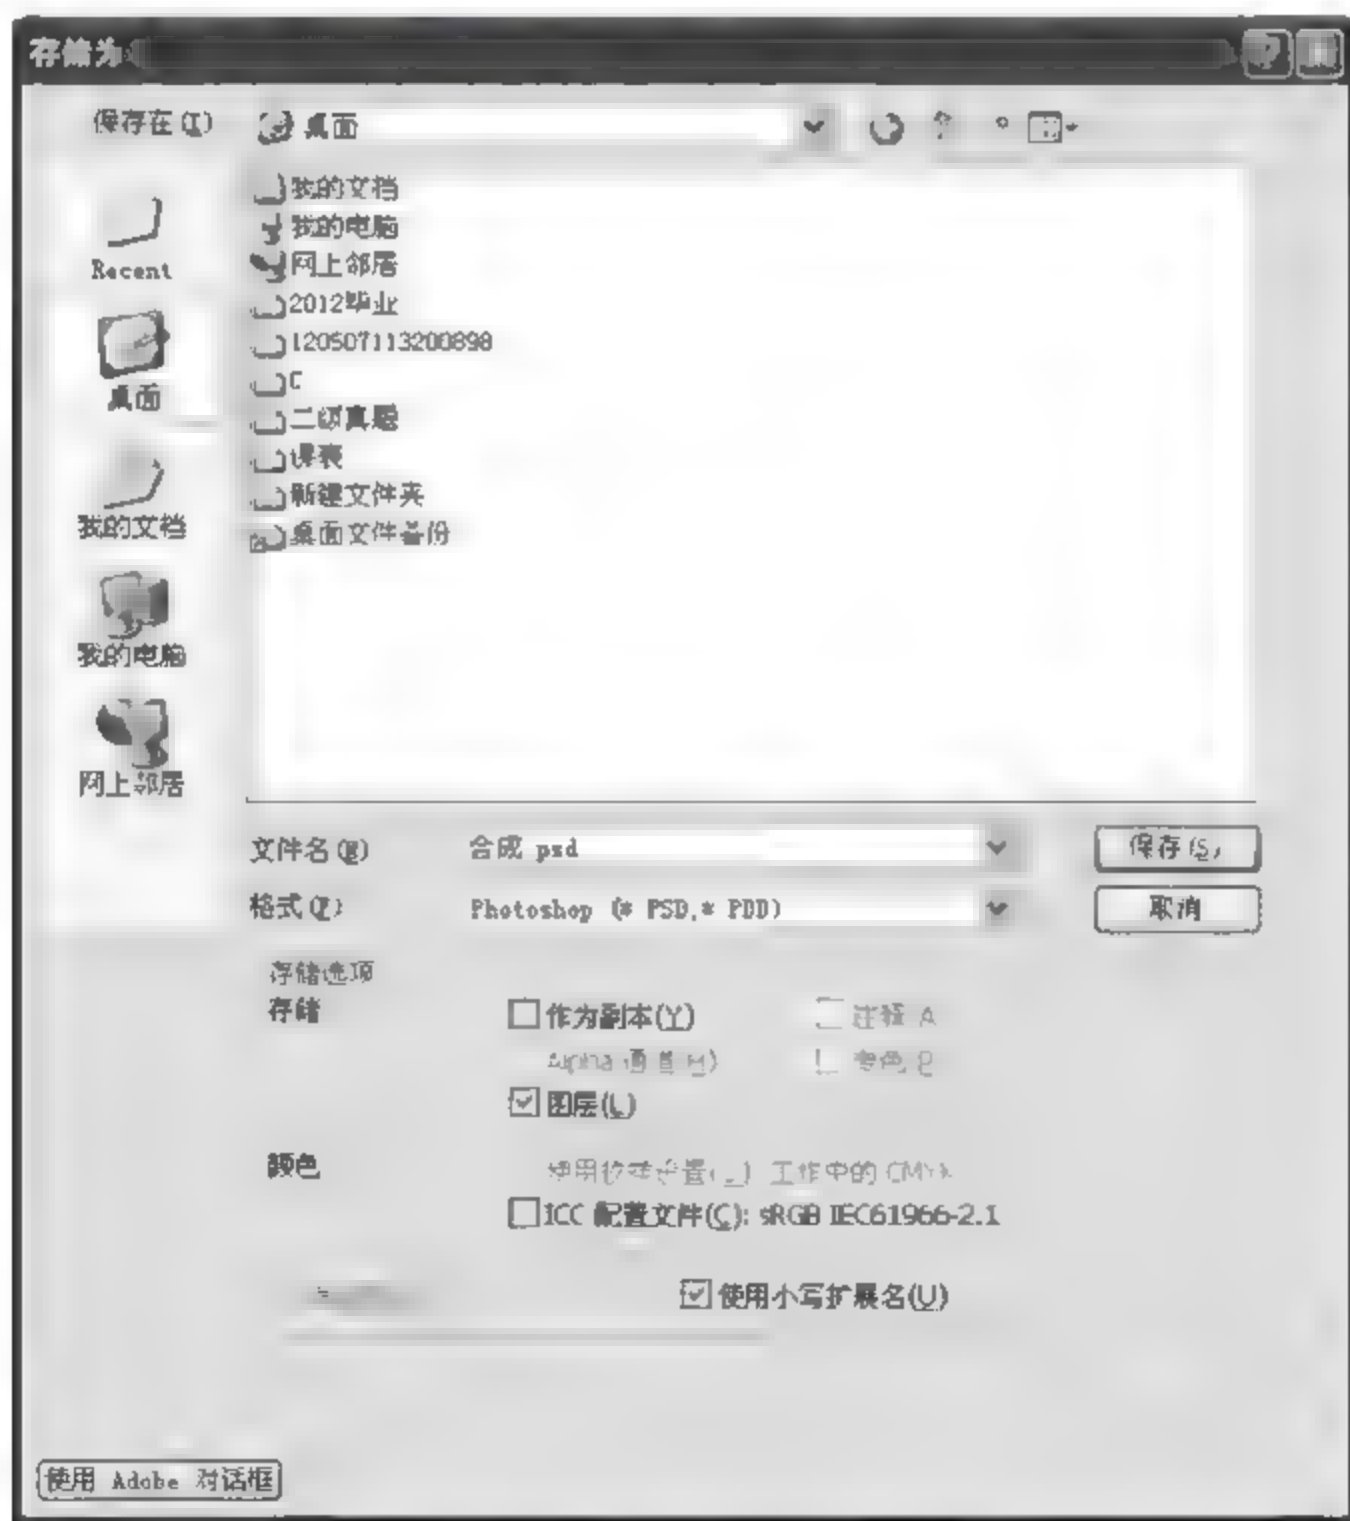 存储为
保存在(I) 桌面
我的文档
我的电脑
网上邻居
2012毕业
120507113200898
C
二级真题
课表
新建文件夹
桌面文件备份
Recent
桌面
我的文档
我的电脑
网上邻居
文件名(N) 合成 psd 保存(S)
格式(F) Photoshop (* PSD,* PDD) 取消
存储选项
存储 作为副本(Y) 注释 A
Alpha 通道 专色 P
图层(L)
颜色 工作中的 CMYK
ICC 配置文件(C): sRGB IEC61966-2.1
使用小写扩展名(U)
使用 Adobe 对话框